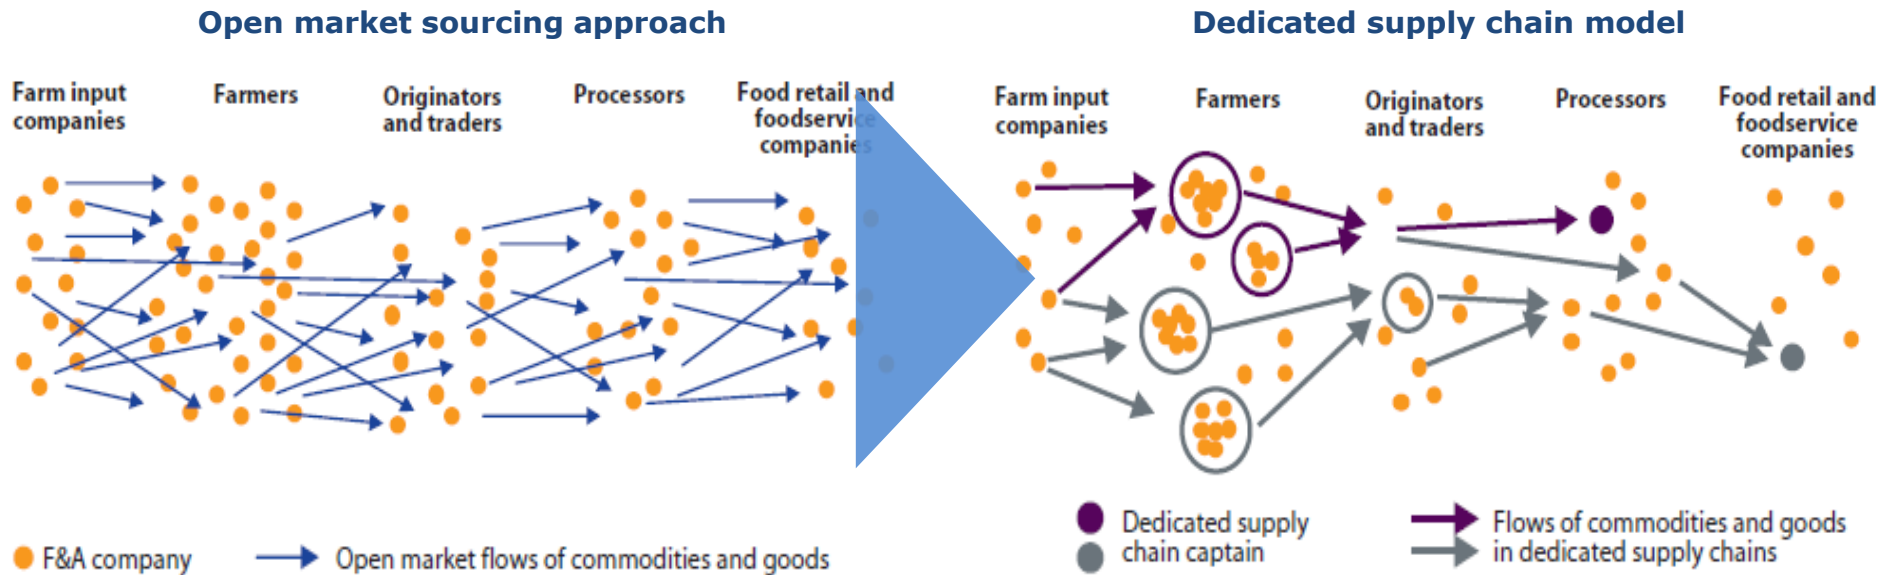 Open market sourcing approach
Farm input
companies
Farmers
Originators
and traders
Processors
Food retail and
foodservice
companies
F&A company
Open market flows of commodities and goods
Dedicated supply chain model
Farm input
companies
Farmers
Originators
and traders
Processors
Food retail and
foodservice
companies
Dedicated supply
chain captain
Flows of commodities and goods
in dedicated supply chains